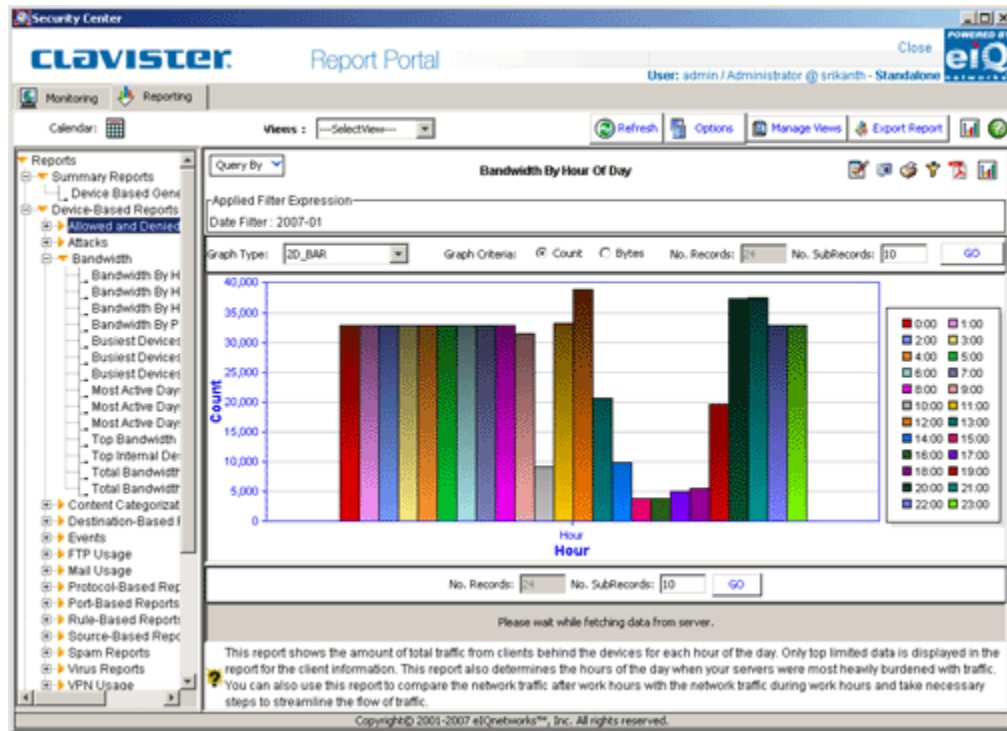 Security Center
CLAVISTER.
Report Portal
Close
POWERED BY
eiQ
networks
User: admin / Administrator @ srikanth - Standalone
Monitoring
Reporting
Calendar:
Views :
---SelectView---
Refresh
Options
Manage Views
Export Report
Reports
Summary Reports
Device Based Gene
Device-Based Reports
Allowed and Denied
Attacks
Bandwidth
Bandwidth By H
Bandwidth By H
Bandwidth By H
Bandwidth By P
Busiest Devices
Busiest Devices
Busiest Devices
Most Active Day
Most Active Day
Most Active Day
Top Bandwidth
Top Internal De
Total Bandwidth
Total Bandwidth
Content Categorizat
Destination-Based R
Events
FTP Usage
Mail Usage
Protocol-Based Rep
Port-Based Reports
Rule-Based Reports
Source-Based Repo
Spam Reports
Virus Reports
VPN Usage
Query By
Bandwidth By Hour Of Day
Applied Filter Expression
Date Filter : 2007-01
Graph Type: 2D_BAR Graph Criteria: Count Bytes No. Records: 24 No. SubRecords: 10 GO
40,000
35,000
30,000
25,000
20,000
15,000
10,000
5,000
0
Count
Hour
Hour
0:00 1:00
2:00 3:00
4:00 5:00
6:00 7:00
8:00 9:00
10:00 11:00
12:00 13:00
14:00 15:00
16:00 17:00
18:00 19:00
20:00 21:00
22:00 23:00
No. Records: 24 No. SubRecords: 10 GO
Please wait while fetching data from server.
This report shows the amount of total traffic from clients behind the devices for each hour of the day. Only top limited data is displayed in the
report for the client information. This report also determines the hours of the day when your servers were most heavily burdened with traffic.
You can also use this report to compare the network traffic after work hours with the network traffic during work hours and take necessary
steps to streamline the flow of traffic.
Copyright© 2001-2007 eIQnetworks™, Inc. All rights reserved.